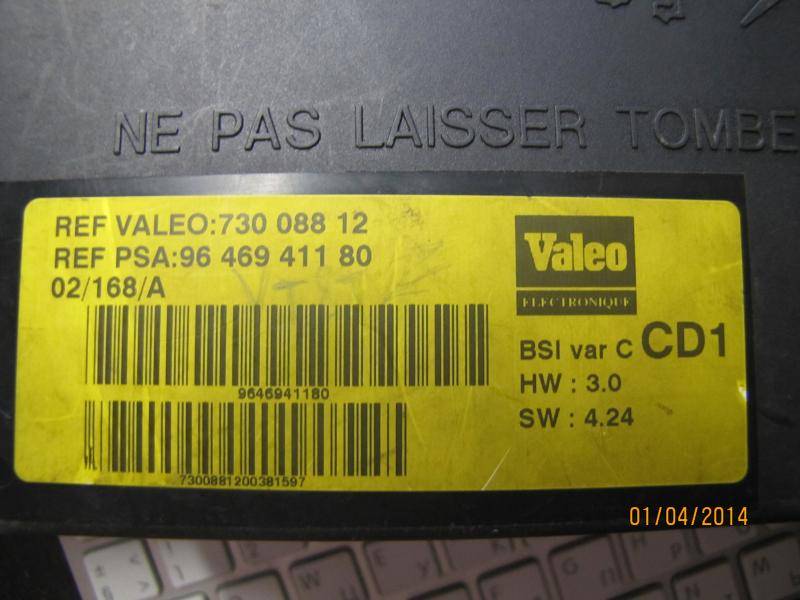 NE PAS LAISSER TOMBE
REF VALEO:730 088 12
REF PSA:96 469 411 80
02/168/A
9646941180
7300881200381597
Valeo
ELECTRONIQUE
BSI var C CD1
HW : 3.0
SW : 4.24
01/04/2014